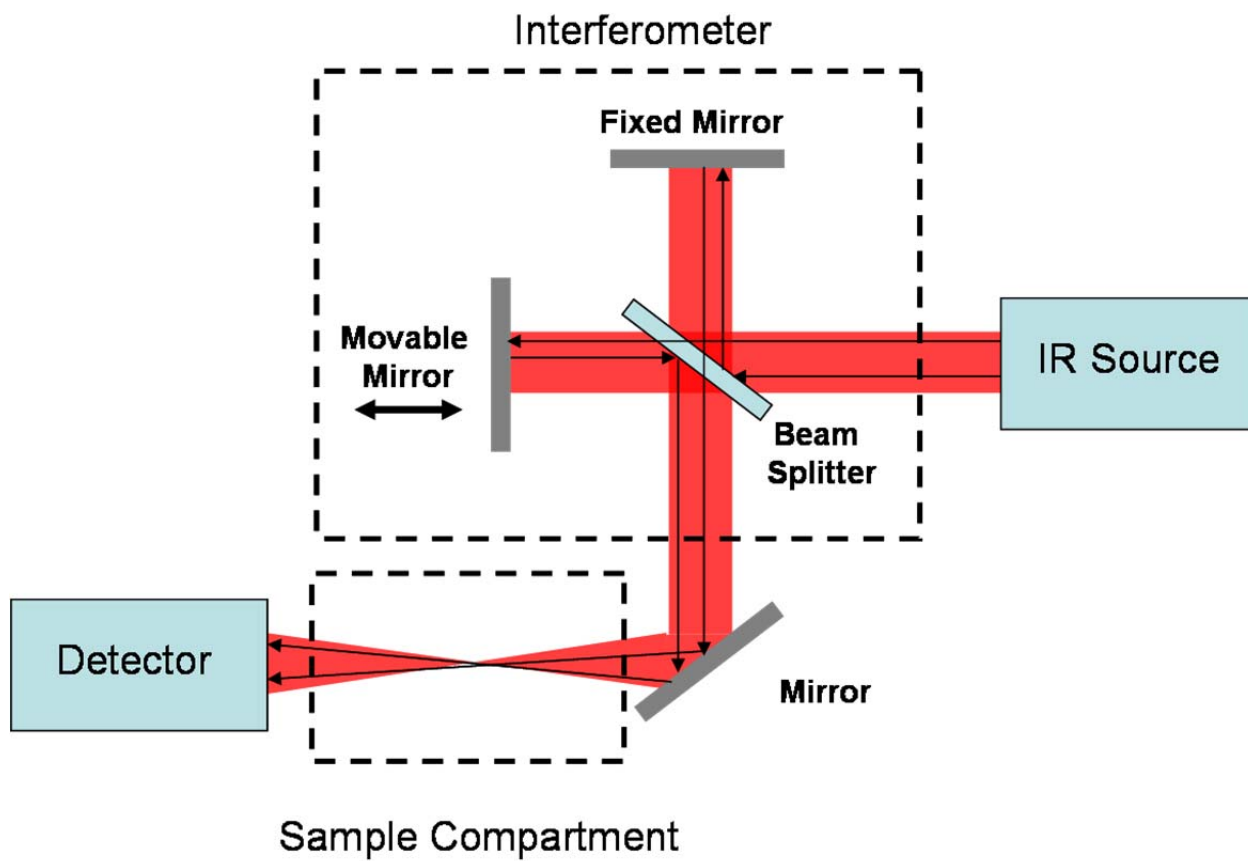 Interferometer
Fixed Mirror
Movable
Mirror
IR Source
Beam
Splitter
Detector
Mirror
Sample Compartment